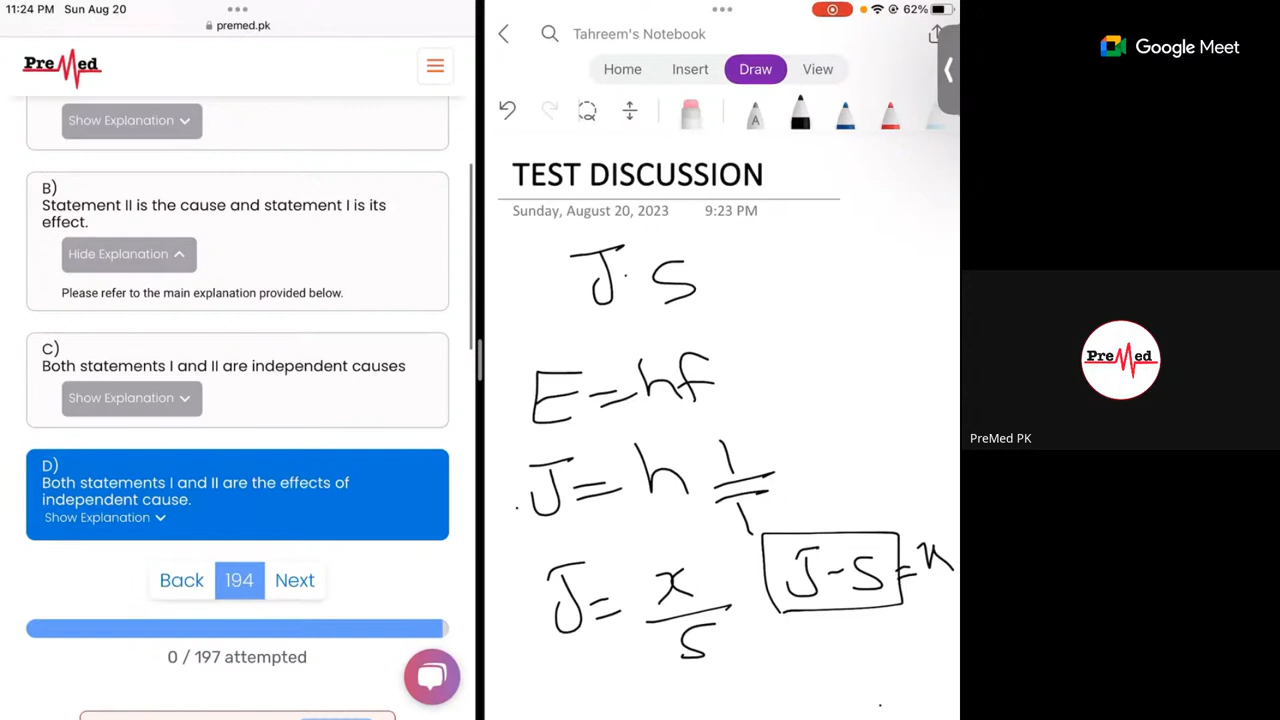 11:24 PM Sun Aug 20
premed.pk
PreMed
Show Explanation
B)
Statement II is the cause and statement I is its
effect.
Hide Explanation
Please refer to the main explanation provided below.
C)
Both statements I and II are independent causes
Show Explanation
D)
Both statements I and II are the effects of
independent cause.
Show Explanation
Back 194 Next
0 / 197 attempted
62%
Tahreem's Notebook
Home Insert Draw View
A
TEST DISCUSSION
Sunday, August 20, 2023 9:23 PM
J·S
E=hf
J=h 1/1
J=x/s
J-S=x
Google Meet
PreMed
PreMed PK